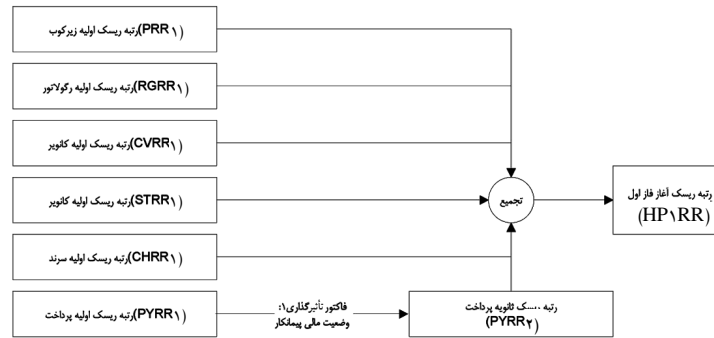 رتبه ریسک اولیه زیرکوب(PRR۱)
رتبه ریسک اولیه رگولاتور(RGRR۱)
رتبه ریسک اولیه کانویر(CVRR۱)
رتبه ریسک اولیه کانویر(STRR۱)
رتبه ریسک اولیه سرند(CHRR۱)
رتبه ریسک اولیه پرداخت(PYRR۱)
فاکتور تأثیرگذاری۱:
وضعیت مالی پیمانکار
رتبه ک ثانویه پرداخت
(PYRR۲)
تجمیع
رتبه ریسک آغاز فاز اول
(HP۱RR)